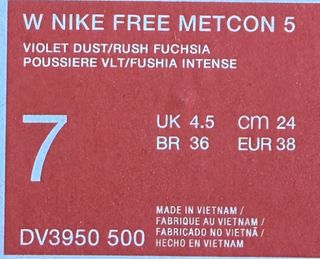 W NIKE FREE METCON 5
VIOLET DUST/RUSH FUCHSIA
POUSSIERE VLT/FUSHIA INTENSE
7
UK 4.5 CM 24
BR 36 EUR 38
MADE IN VIETNAM /
FABRIQUE AU VIETNAM /
FABRICADO NO VIETNÃ /
HECHO EN VIETNAM
DV3950 500